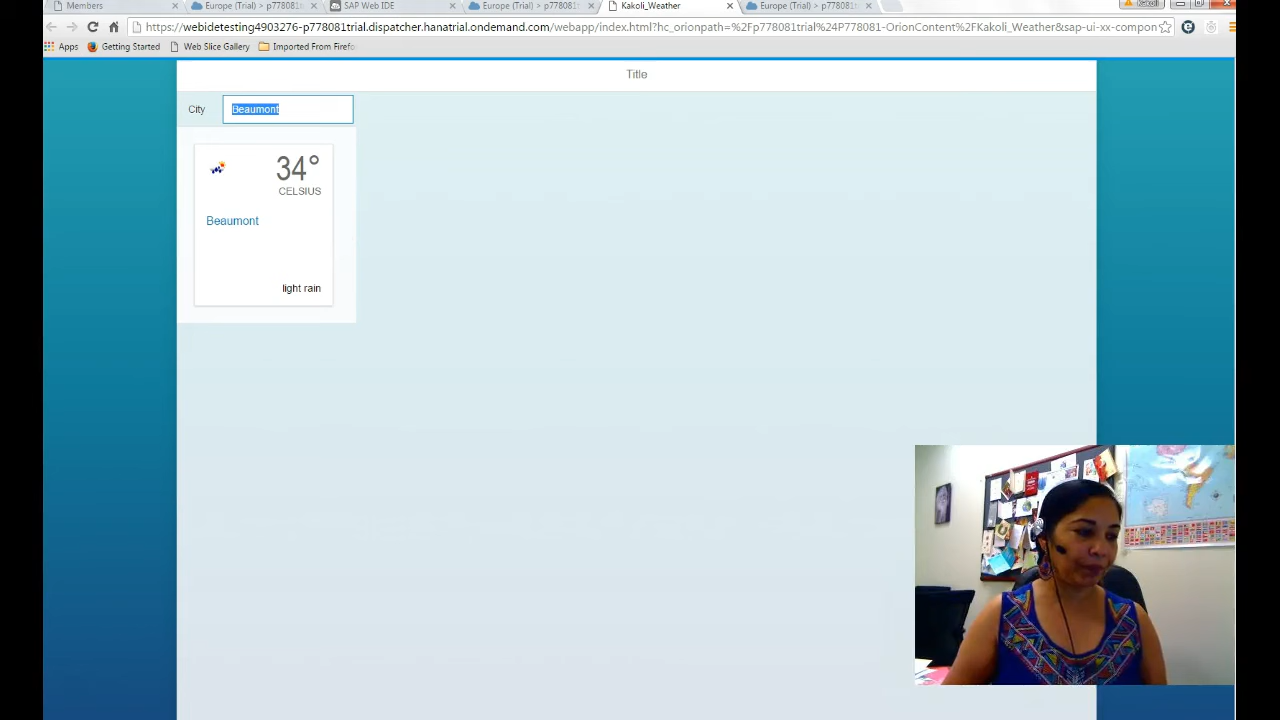 Members
Europe (Trial) > p778081
SAP Web IDE
Europe (Trial) > p778081
Kakoli_Weather
Europe (Trial) > p778081
Kakoli
https://webidetesting4903276-p778081trial.dispatcher.hanatrial.ondemand.com/webapp/index.html?hc_orionpath=%2Fp778081trial%24P778081-OrionContent%2FKakoli_Weather&sap-ui-xx-compon
Apps Getting Started Web Slice Gallery Imported From Firefo
Title
City Beaumont
34°
CELSIUS
Beaumont
light rain